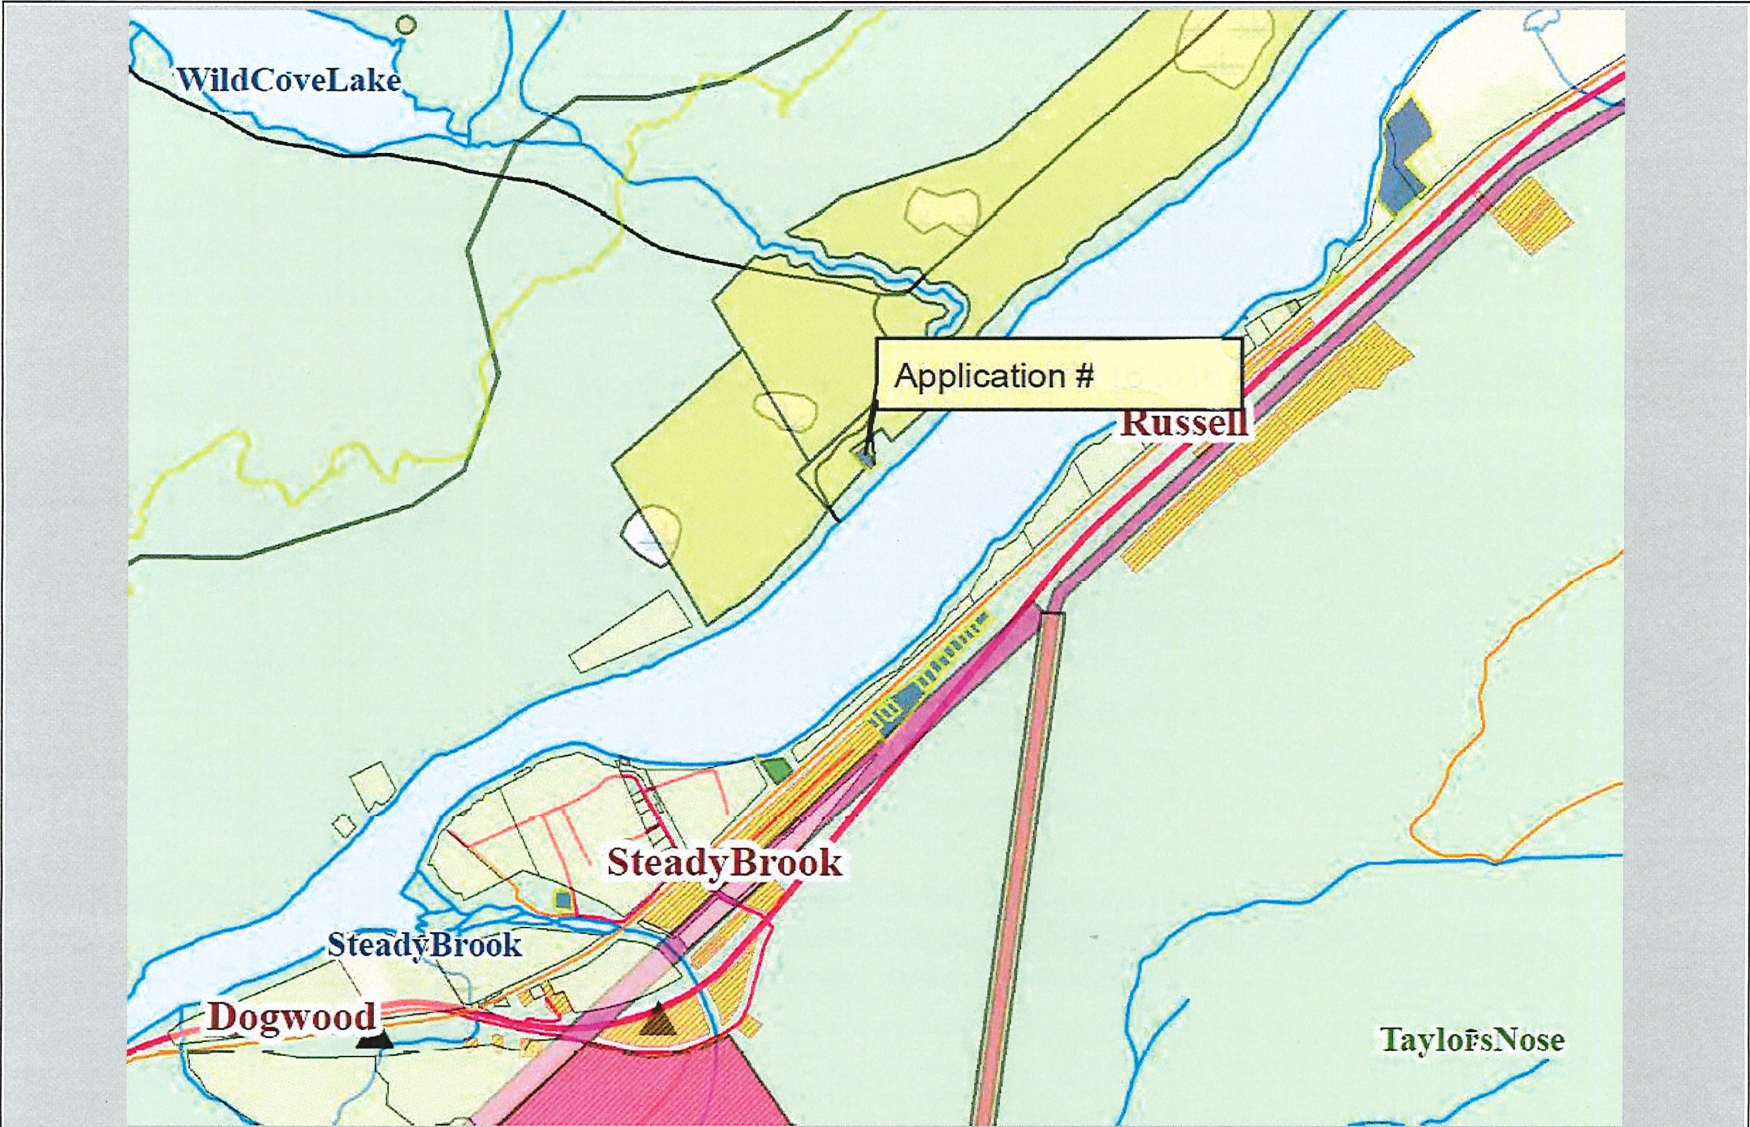 WildCoveLake
Application #
Russell
SteadyBrook
SteadyBrook
Dogwood
TaylorsNose